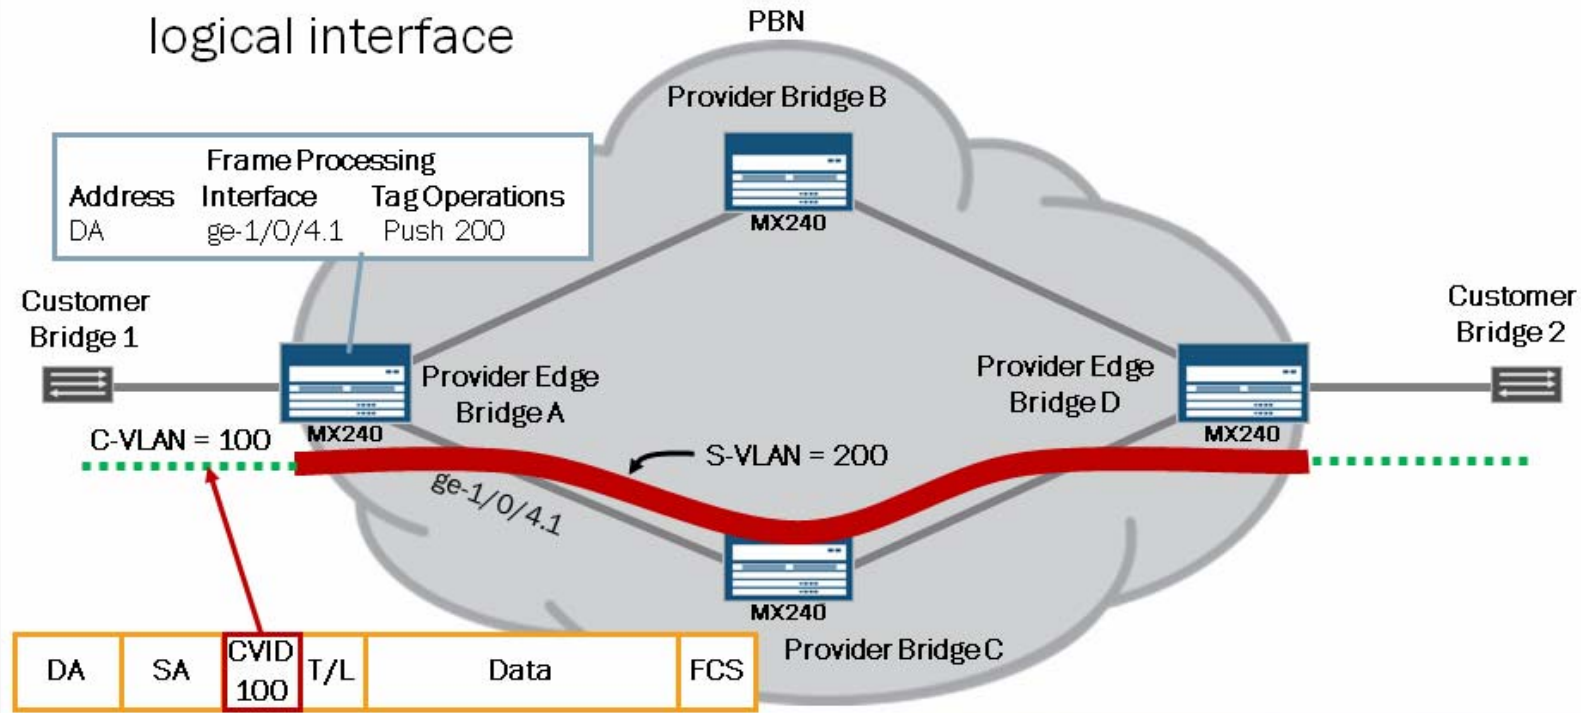 logical interface
PBN
Provider Bridge B
MX240
Frame Processing
Address Interface Tag Operations
DA ge-1/0/4.1 Push 200
Customer
Bridge 1
Provider Edge
Bridge A
MX240
Provider Edge
Bridge D
MX240
Customer
Bridge 2
C-VLAN = 100
S-VLAN = 200
ge-1/0/4.1
MX240
Provider Bridge C
DA SA CVID T/L Data FCS
100